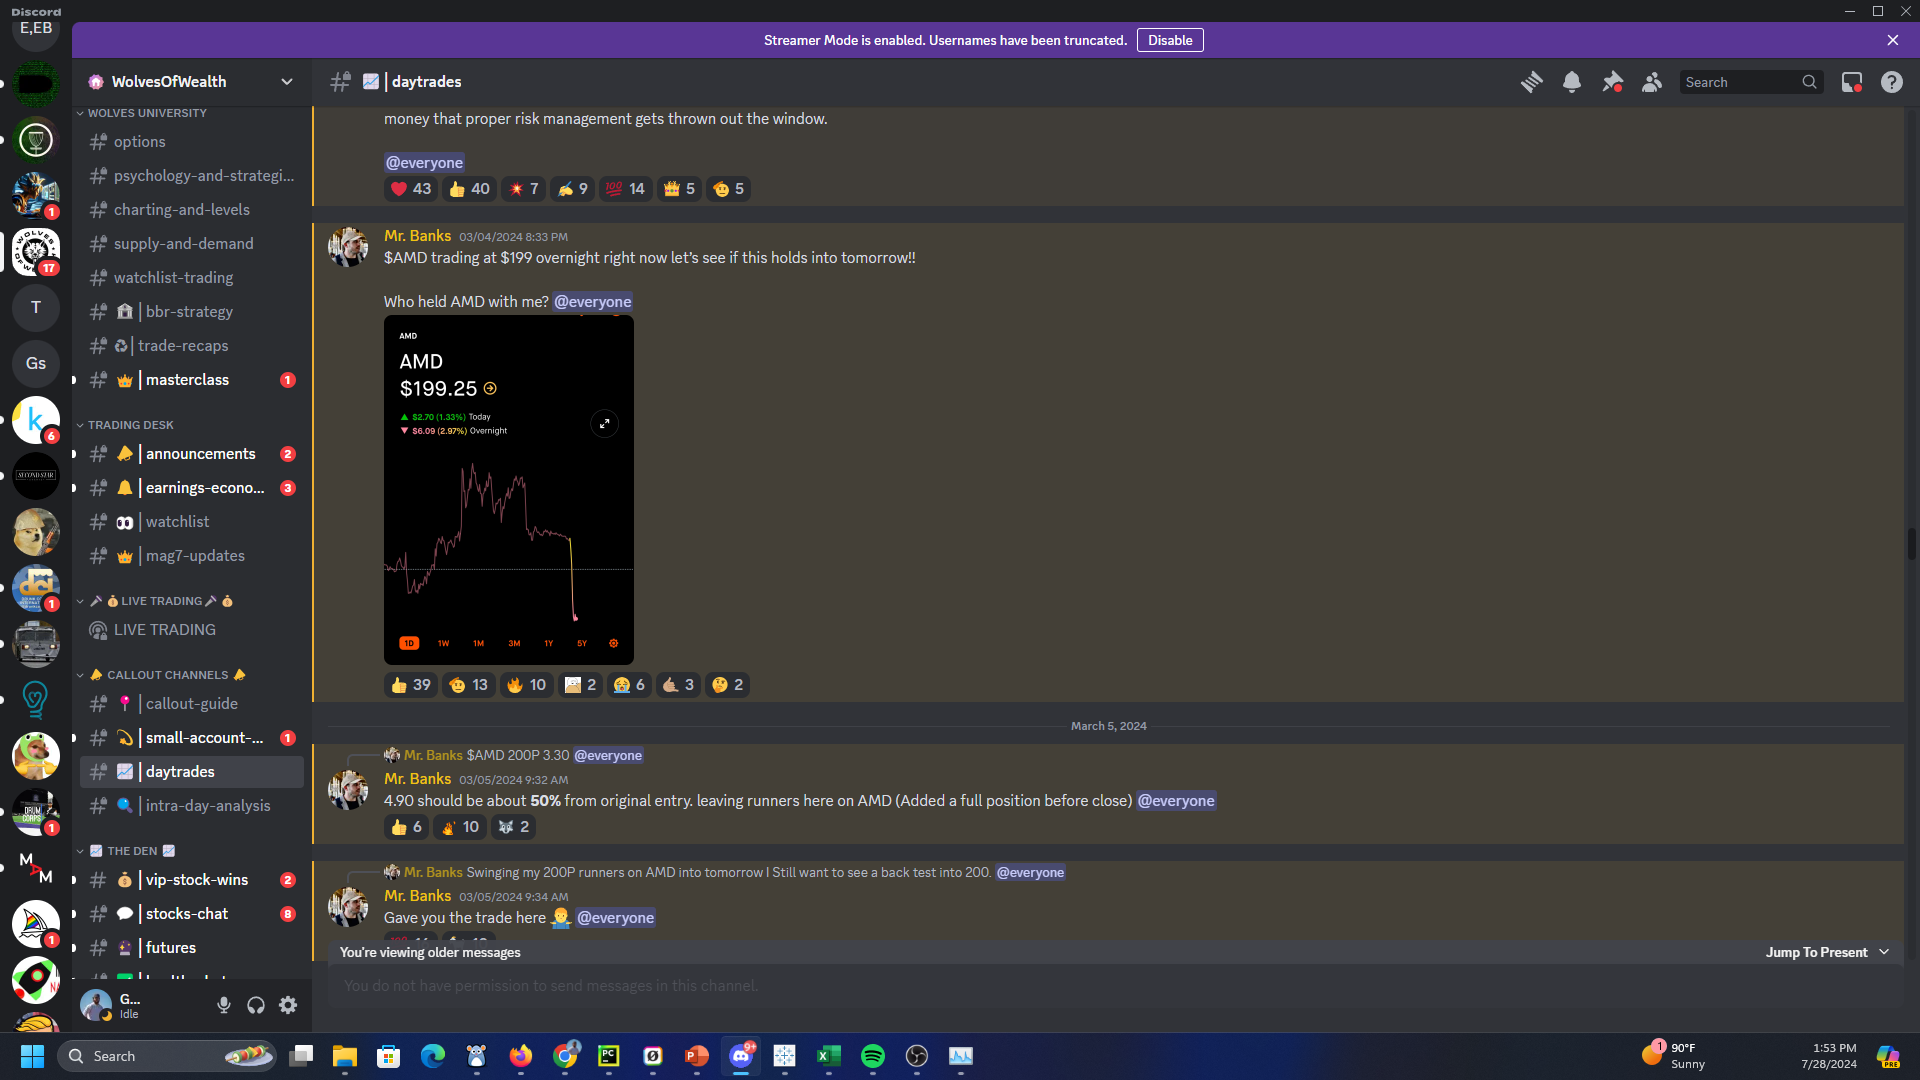 Discord
Streamer Mode is enabled. Usernames have been truncated. Disable
E,EB
1
17
T
Gs
k
6
SECOND STAR
dci
1
DRUM CORPS
1
M A M
1
WolvesOfWealth
WOLVES UNIVERSITY
options
psychology-and-strategi...
charting-and-levels
supply-and-demand
watchlist-trading
bbr-strategy
trade-recaps
masterclass 1
TRADING DESK
announcements 2
earnings-econo... 3
watchlist
mag7-updates
LIVE TRADING
LIVE TRADING
CALLOUT CHANNELS
callout-guide
small-account-... 1
daytrades
intra-day-analysis
THE DEN
vip-stock-wins 2
stocks-chat 8
futures
G...
Idle
daytrades
Search
money that proper risk management gets thrown out the window.
@everyone
43 40 7 9 14 5 5
Mr. Banks 03/04/2024 8:33 PM
$AMD trading at $199 overnight right now let's see if this holds into tomorrow!!
Who held AMD with me? @everyone
AMD
AMD
$199.25
$2.70 (1.33%) Today
$6.09 (2.97%) Overnight
1D 1W 1M 3M 1Y 5Y
39 13 10 2 6 3 2
March 5, 2024
Mr. Banks $AMD 200P 3.30 @everyone
Mr. Banks 03/05/2024 9:32 AM
4.90 should be about 50% from original entry. leaving runners here on AMD (Added a full position before close) @everyone
6 10 2
Mr. Banks Swinging my 200P runners on AMD into tomorrow I Still want to see a back test into 200. @everyone
Mr. Banks 03/05/2024 9:34 AM
Gave you the trade here @everyone
You're viewing older messages Jump To Present
You do not have permission to send messages in this channel.
Search
9+
1
90°F
Sunny
1:53 PM
7/28/2024
PRE